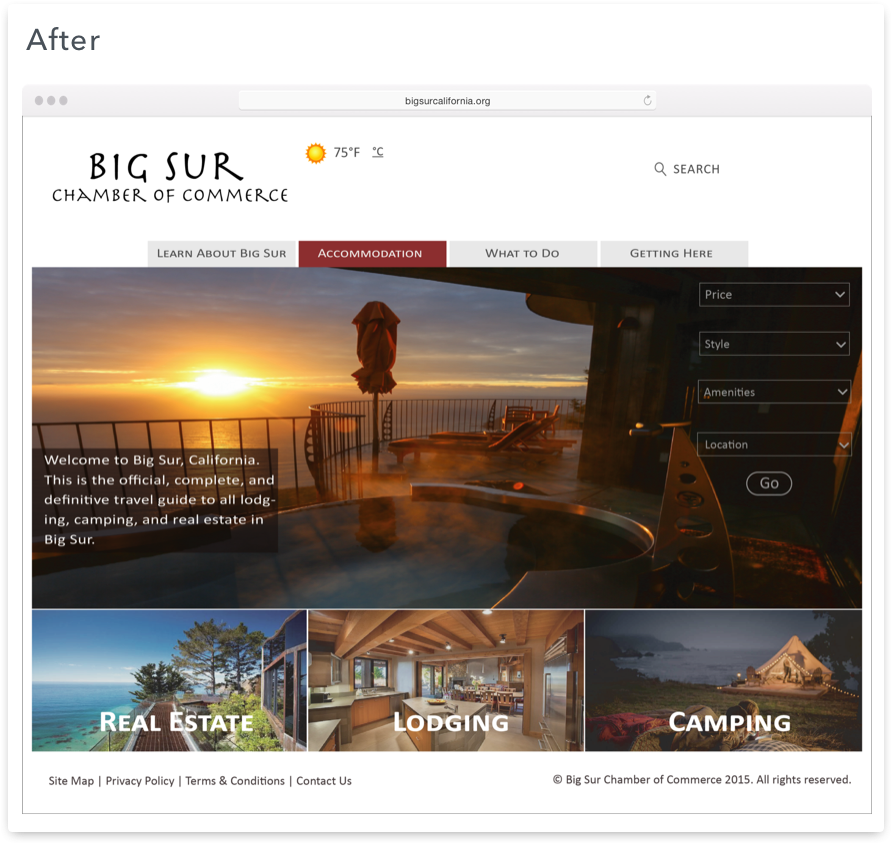 After
bigsurcalifornia.org
BIG SUR
CHAMBER OF COMMERCE
75°F °C
SEARCH
Learn About Big Sur
Accommodation
What to Do
Getting Here
Price
Style
Amenities
Location
Go
Welcome to Big Sur, California.
This is the official, complete, and
definitive travel guide to all lodg-
ing, camping, and real estate in
Big Sur.
Real Estate
Lodging
Camping
Site Map | Privacy Policy | Terms & Conditions | Contact Us
© Big Sur Chamber of Commerce 2015. All rights reserved.